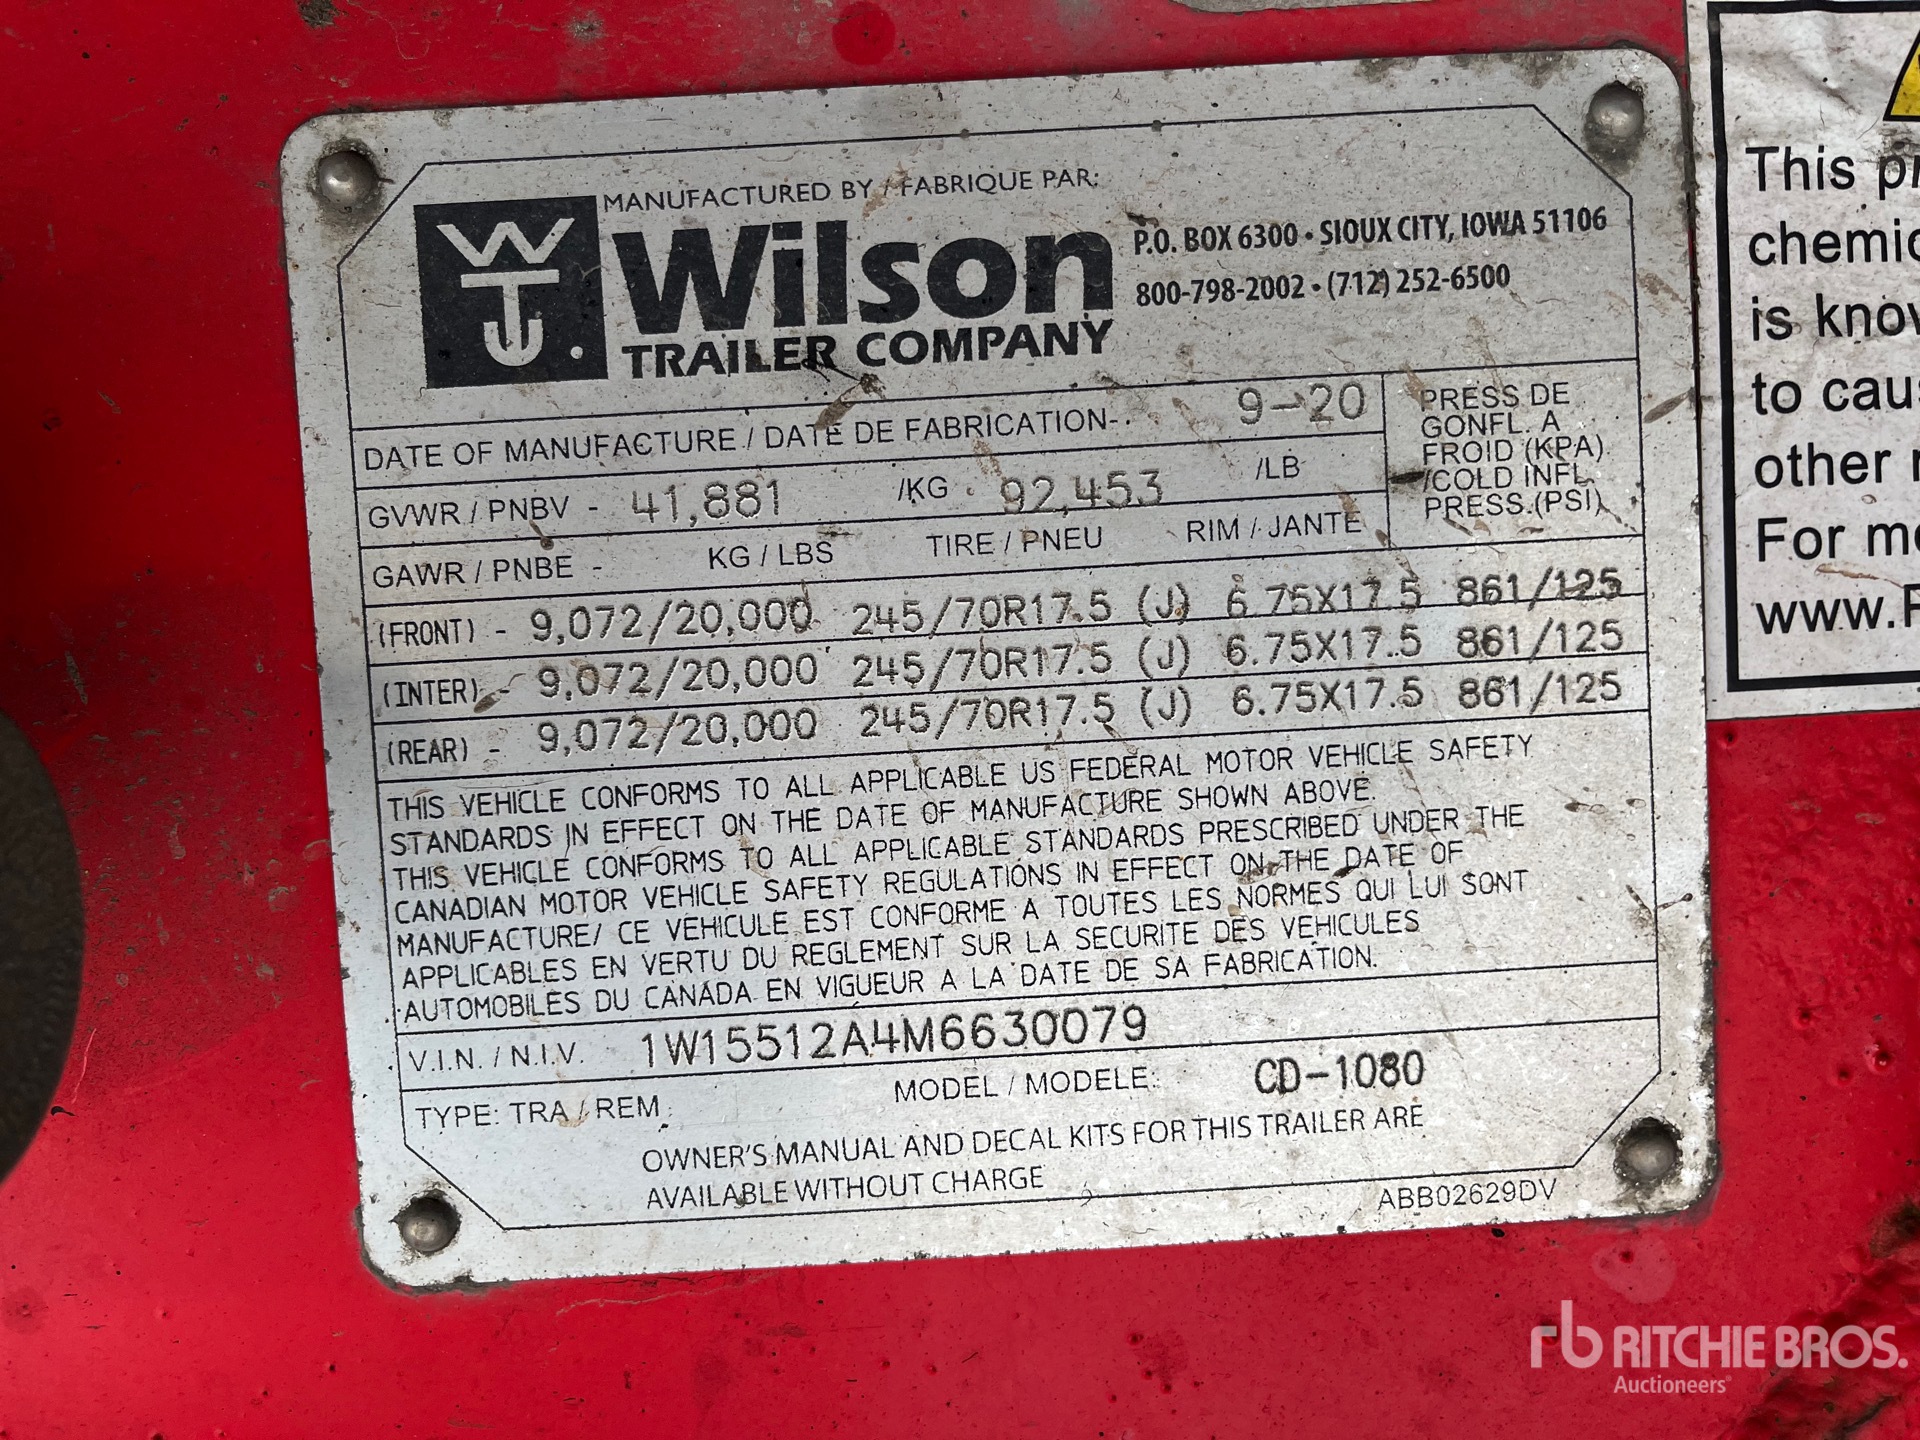 MANUFACTURED BY / FABRIQUE PAR:
WTU.
Wilson
TRAILER COMPANY
P.O. BOX 6300 • SIOUX CITY, IOWA 51106
800-798-2002 • (712) 252-6500
DATE OF MANUFACTURE / DATE DE FABRICATION- 9-20
PRESS DE
GONFL. A
FROID (KPA)
/COLD INFL.
PRESS.(PSI)
GVWR / PNBV - 41,881 /KG 92,453 /LB
GAWR / PNBE - KG / LBS TIRE / PNEU RIM / JANTE
(FRONT) - 9,072/20,000 245/70R17.5 (J) 6.75X17.5 861/125
(INTER) - 9,072/20,000 245/70R17.5 (J) 6.75X17.5 861/125
(REAR) - 9,072/20,000 245/70R17.5 (J) 6.75X17.5 861/125
THIS VEHICLE CONFORMS TO ALL APPLICABLE US FEDERAL MOTOR VEHICLE SAFETY
STANDARDS IN EFFECT ON THE DATE OF MANUFACTURE SHOWN ABOVE.
THIS VEHICLE CONFORMS TO ALL APPLICABLE STANDARDS PRESCRIBED UNDER THE
CANADIAN MOTOR VEHICLE SAFETY REGULATIONS IN EFFECT ON THE DATE OF
MANUFACTURE/ CE VEHICULE EST CONFORME A TOUTES LES NORMES QUI LUI SONT
APPLICABLES EN VERTU DU REGLEMENT SUR LA SECURITE DES VEHICULES
AUTOMOBILES DU CANADA EN VIGUEUR A LA DATE DE SA FABRICATION.
V.I.N. / N.I.V. 1W15512A4M6630079
TYPE: TRA / REM MODEL / MODELE: CD-1080
OWNER'S MANUAL AND DECAL KITS FOR THIS TRAILER ARE
AVAILABLE WITHOUT CHARGE
ABB02629DV
This
chemic
is know
to cau
other
For
www.
rb RITCHIE BROS.
Auctioneers